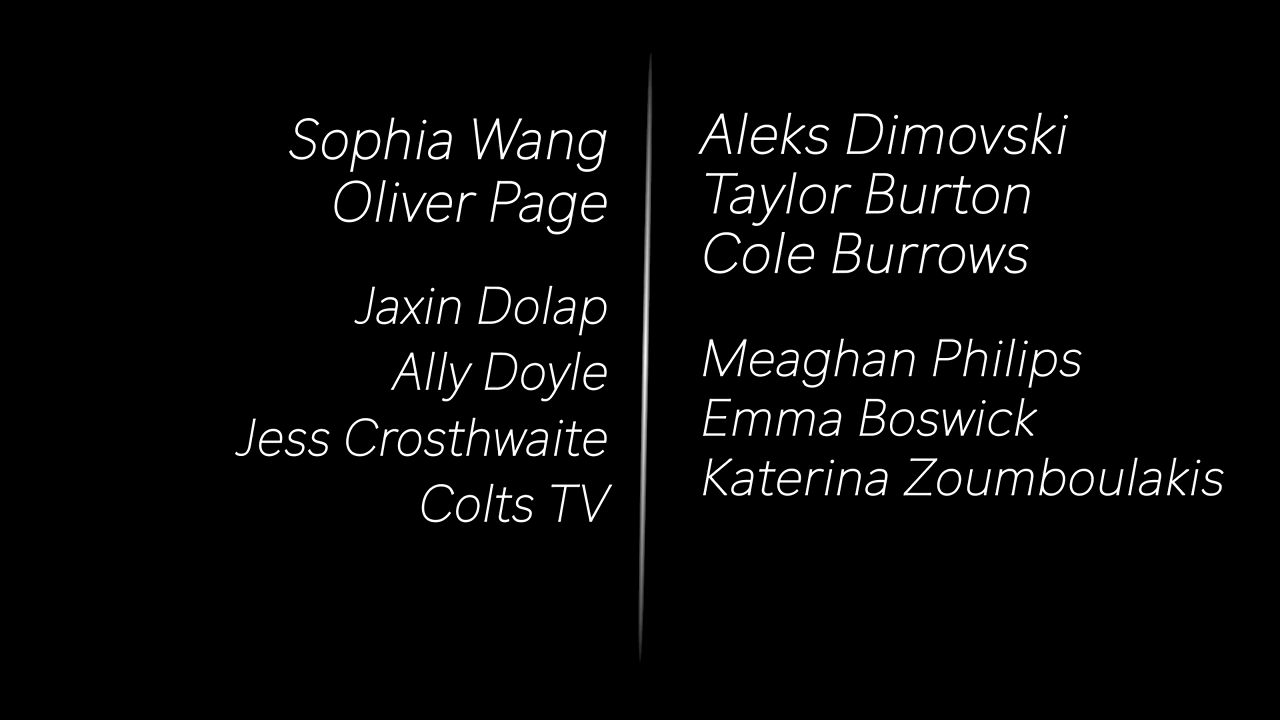 Sophia Wang
Oliver Page
Jaxin Dolap
Ally Doyle
Jess Crosthwaite
Colts TV
Aleks Dimovski
Taylor Burton
Cole Burrows
Meaghan Philips
Emma Boswick
Katerina Zoumboulakis